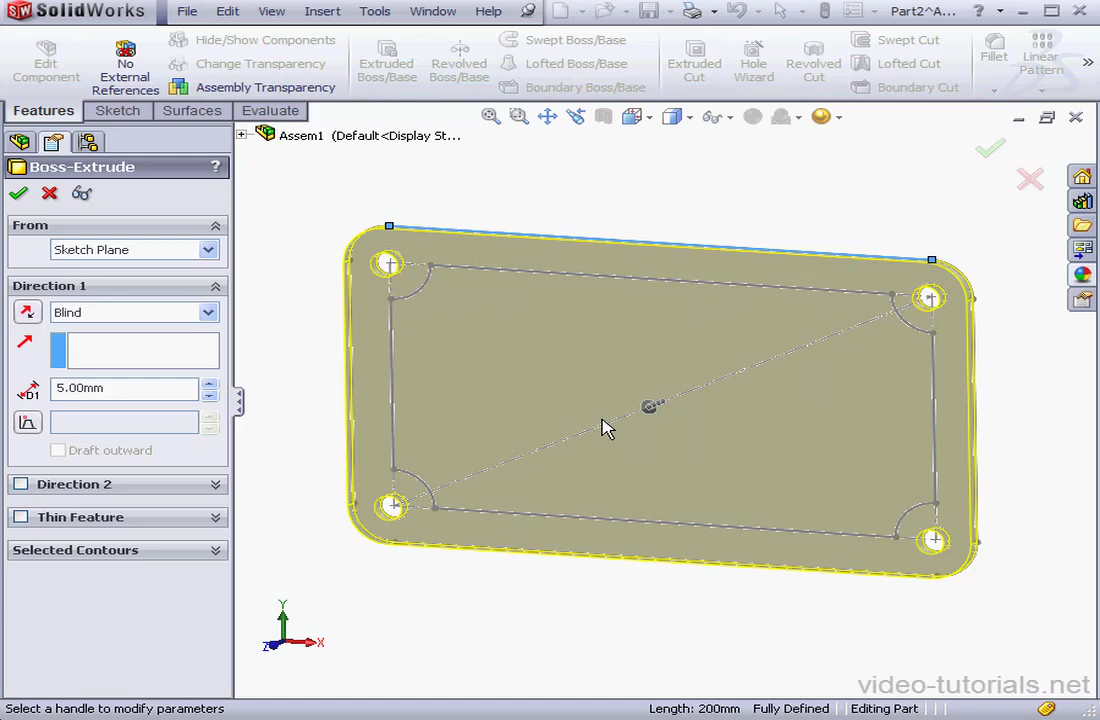 SolidWorks File Edit View Insert Tools Window Help Part2^A... ?
Edit Component
No External References
Hide/Show Components
Change Transparency
Assembly Transparency
Extruded Boss/Base
Revolved Boss/Base
Swept Boss/Base
Lofted Boss/Base
Boundary Boss/Base
Extruded Cut
Hole Wizard
Revolved Cut
Swept Cut
Lofted Cut
Boundary Cut
Fillet
Linear Pattern
Features Sketch Surfaces Evaluate
Assem1 (Default<Display St...
Boss-Extrude ?
From
Sketch Plane
Direction 1
Blind
D1 5.00mm
Draft outward
Direction 2
Thin Feature
Selected Contours
Y
Z X
video-tutorials.net
Select a handle to modify parameters Length: 200mm Fully Defined Editing Part